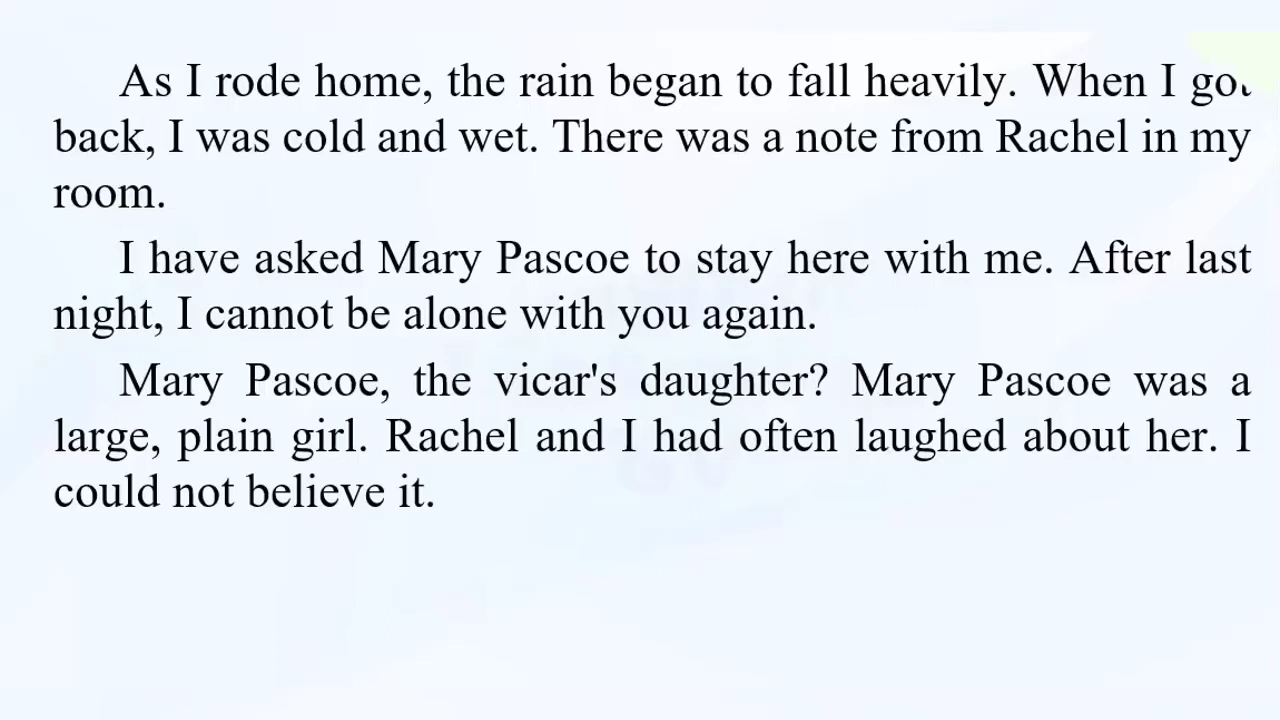 As I rode home, the rain began to fall heavily. When I got
back, I was cold and wet. There was a note from Rachel in my
room.
I have asked Mary Pascoe to stay here with me. After last
night, I cannot be alone with you again.
Mary Pascoe, the vicar's daughter? Mary Pascoe was a
large, plain girl. Rachel and I had often laughed about her. I
could not believe it.